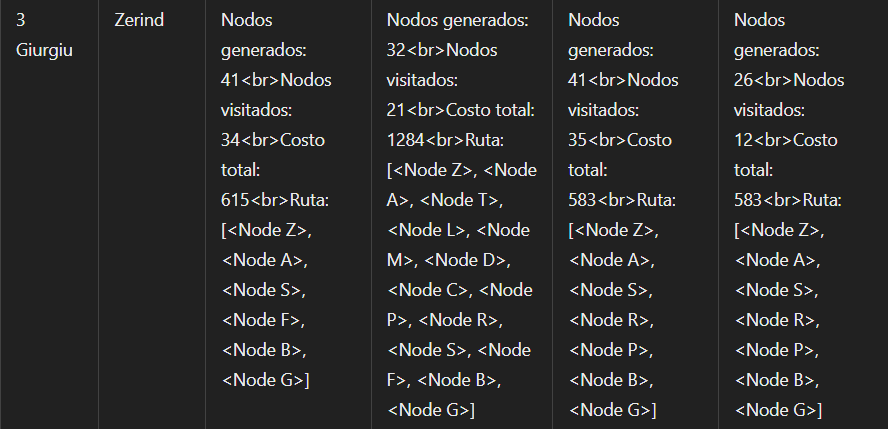 3
Giurgiu
Zerind
Nodos
generados:
41<br>Nodos
visitados:
34<br>Costo
total:
615<br>Ruta:
[<Node Z>,
<Node A>,
<Node S>,
<Node F>,
<Node B>,
<Node G>]
Nodos generados:
32<br>Nodos
visitados:
21<br>Costo total:
1284<br>Ruta:
[<Node Z>, <Node
A>, <Node T>,
<Node L>, <Node
M>, <Node D>,
<Node C>, <Node
P>, <Node R>,
<Node S>, <Node
F>, <Node B>,
<Node G>]
Nodos
generados:
41<br>Nodos
visitados:
35<br>Costo
total:
583<br>Ruta:
[<Node Z>,
<Node A>,
<Node S>,
<Node R>,
<Node P>,
<Node B>,
<Node G>]
Nodos
generados:
26<br>Nodos
visitados:
12<br>Costo
total:
583<br>Ruta:
[<Node Z>,
<Node A>,
<Node S>,
<Node R>,
<Node P>,
<Node B>,
<Node G>]